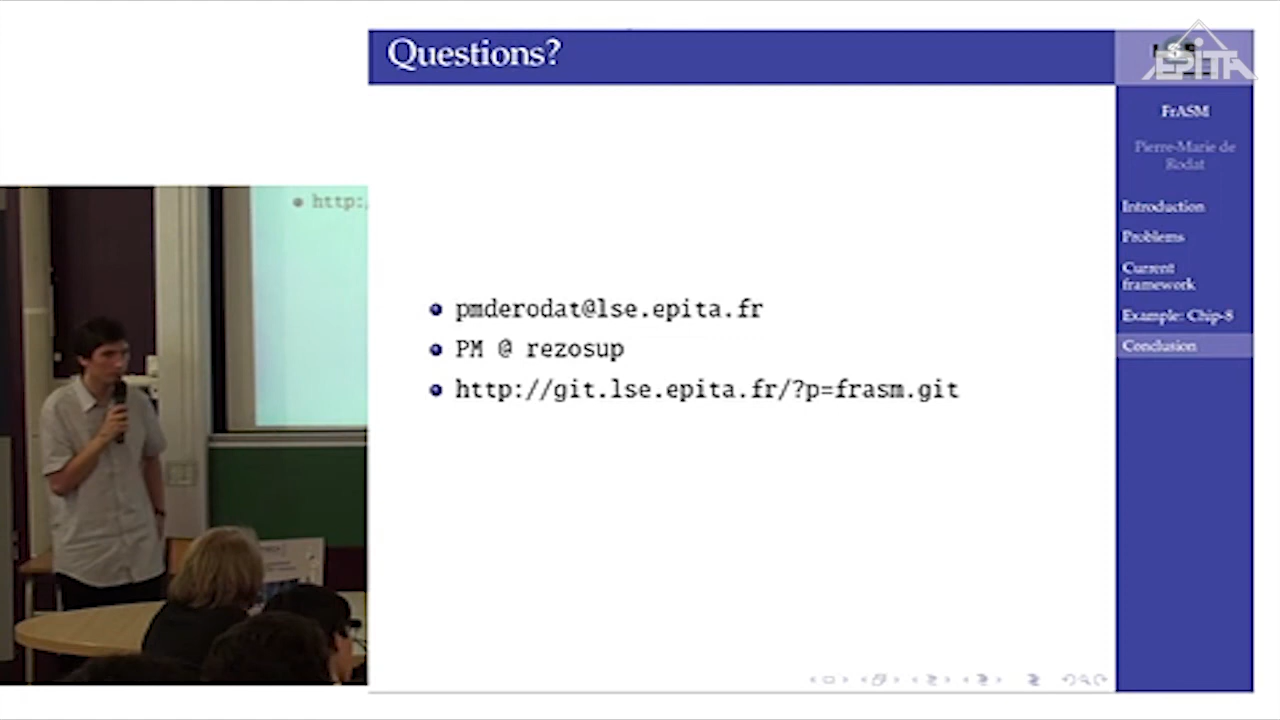 Questions?
EPITA
FrASM
Pierre-Marie de
Rodat
Introduction
Problems
Current
framework
Example: Chip-8
Conclusion
http:/
pmderodat@lse.epita.fr
PM @ rezosup
http://git.lse.epita.fr/?p=frasm.git